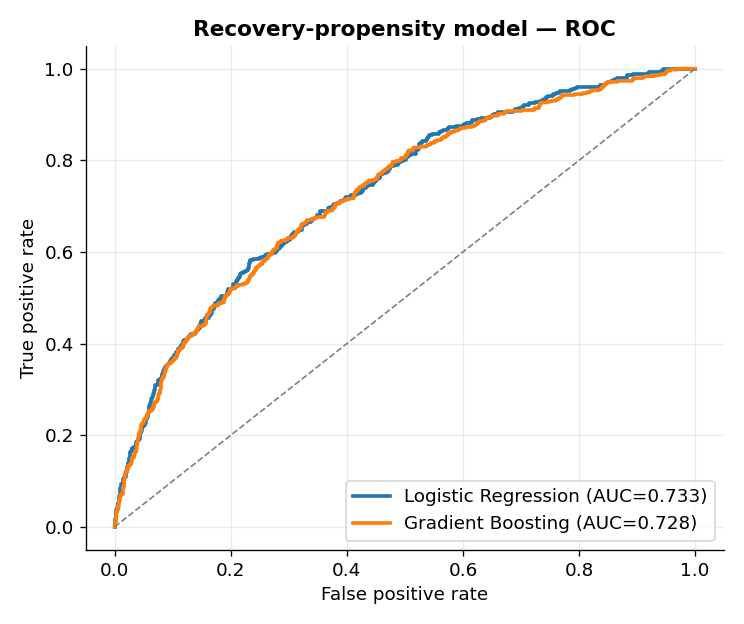 Recovery-propensity model — ROC
True positive rate
1.0
0.8
0.6
0.4
0.2
0.0
Logistic Regression (AUC=0.733)
Gradient Boosting (AUC=0.728)
0.0 0.2 0.4 0.6 0.8 1.0
False positive rate